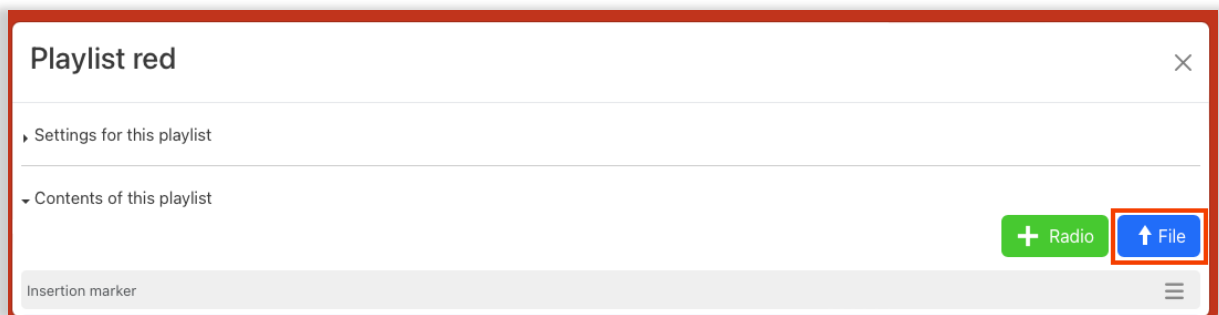 Playlist red
Settings for this playlist
Contents of this playlist
Radio
File
Insertion marker